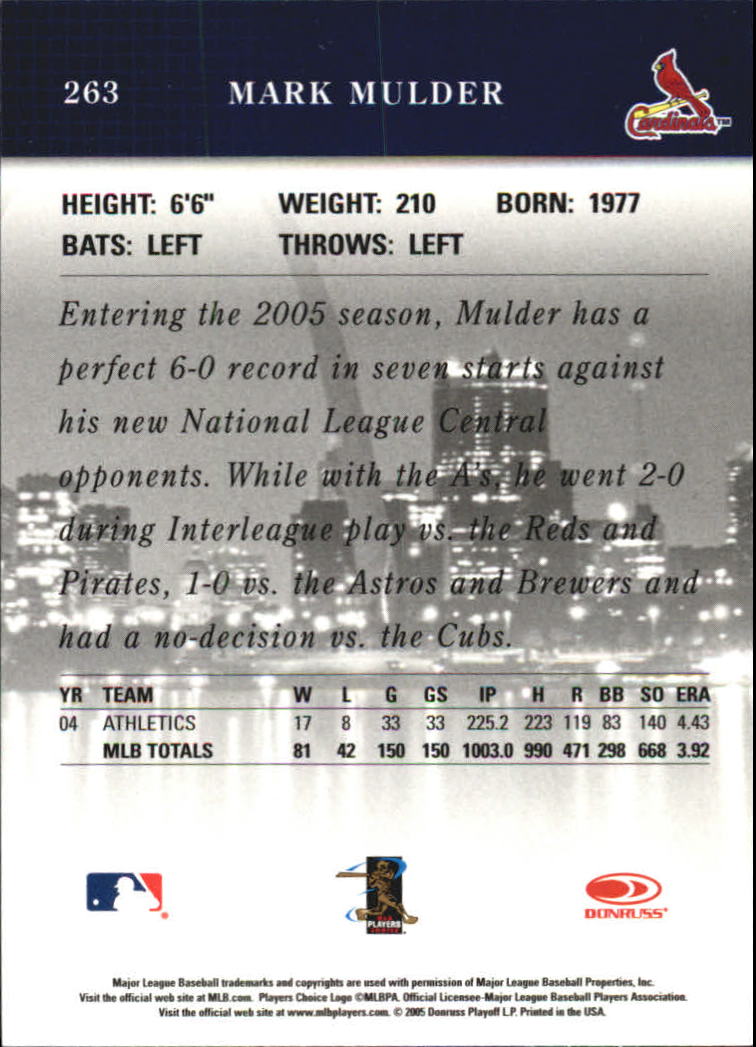 263 MARK MULDER
Cardinals™
HEIGHT: 6'6" WEIGHT: 210 BORN: 1977
BATS: LEFT THROWS: LEFT
Entering the 2005 season, Mulder has a
perfect 6-0 record in seven starts against
his new National League Central
opponents. While with the A's, he went 2-0
during Interleague play vs. the Reds and
Pirates, 1-0 vs. the Astros and Brewers and
had a no-decision vs. the Cubs.
YR TEAM W L G GS IP H R BB SO ERA
04 ATHLETICS 17 8 33 33 225.2 223 119 83 140 4.43
MLB TOTALS 81 42 150 150 1003.0 990 471 298 668 3.92
PLAYERS
CHOICE
DONRUSS
Major League Baseball trademarks and copyrights are used with permission of Major League Baseball Properties, Inc.
Visit the official web site at MLB.com. Players Choice Logo ©MLBPA. Official Licensee-Major League Baseball Players Association.
Visit the official web site at www.mlbplayers.com. © 2005 Donruss Playoff L.P. Printed in the USA.